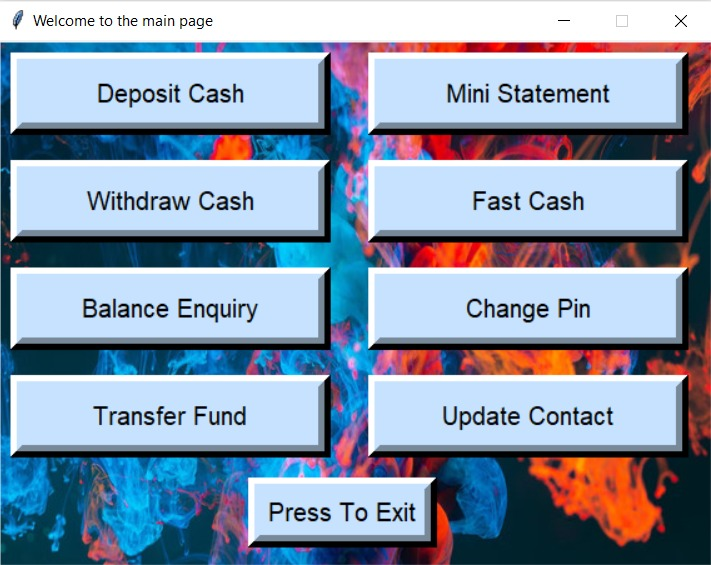 Welcome to the main page
Deposit Cash
Mini Statement
Withdraw Cash
Fast Cash
Balance Enquiry
Change Pin
Transfer Fund
Update Contact
Press To Exit